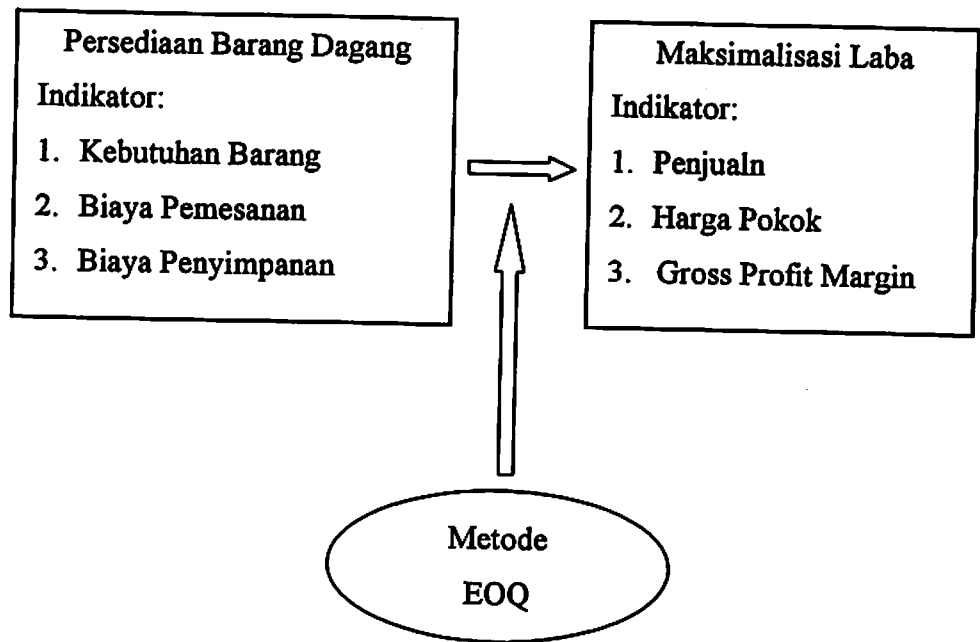 Persediaan Barang Dagang
Indikator:
1. Kebutuhan Barang
2. Biaya Pemesanan
3. Biaya Penyimpanan
Maksimalisasi Laba
Indikator:
1. Penjualn
2. Harga Pokok
3. Gross Profit Margin
Metode
EOQ